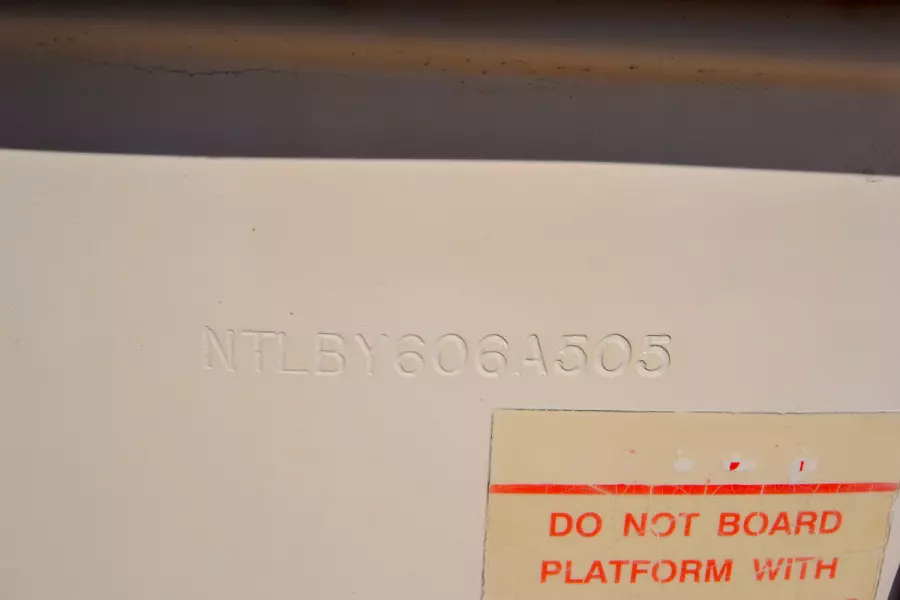 NTLBY606A505
DO NOT BOARD
PLATFORM WITH